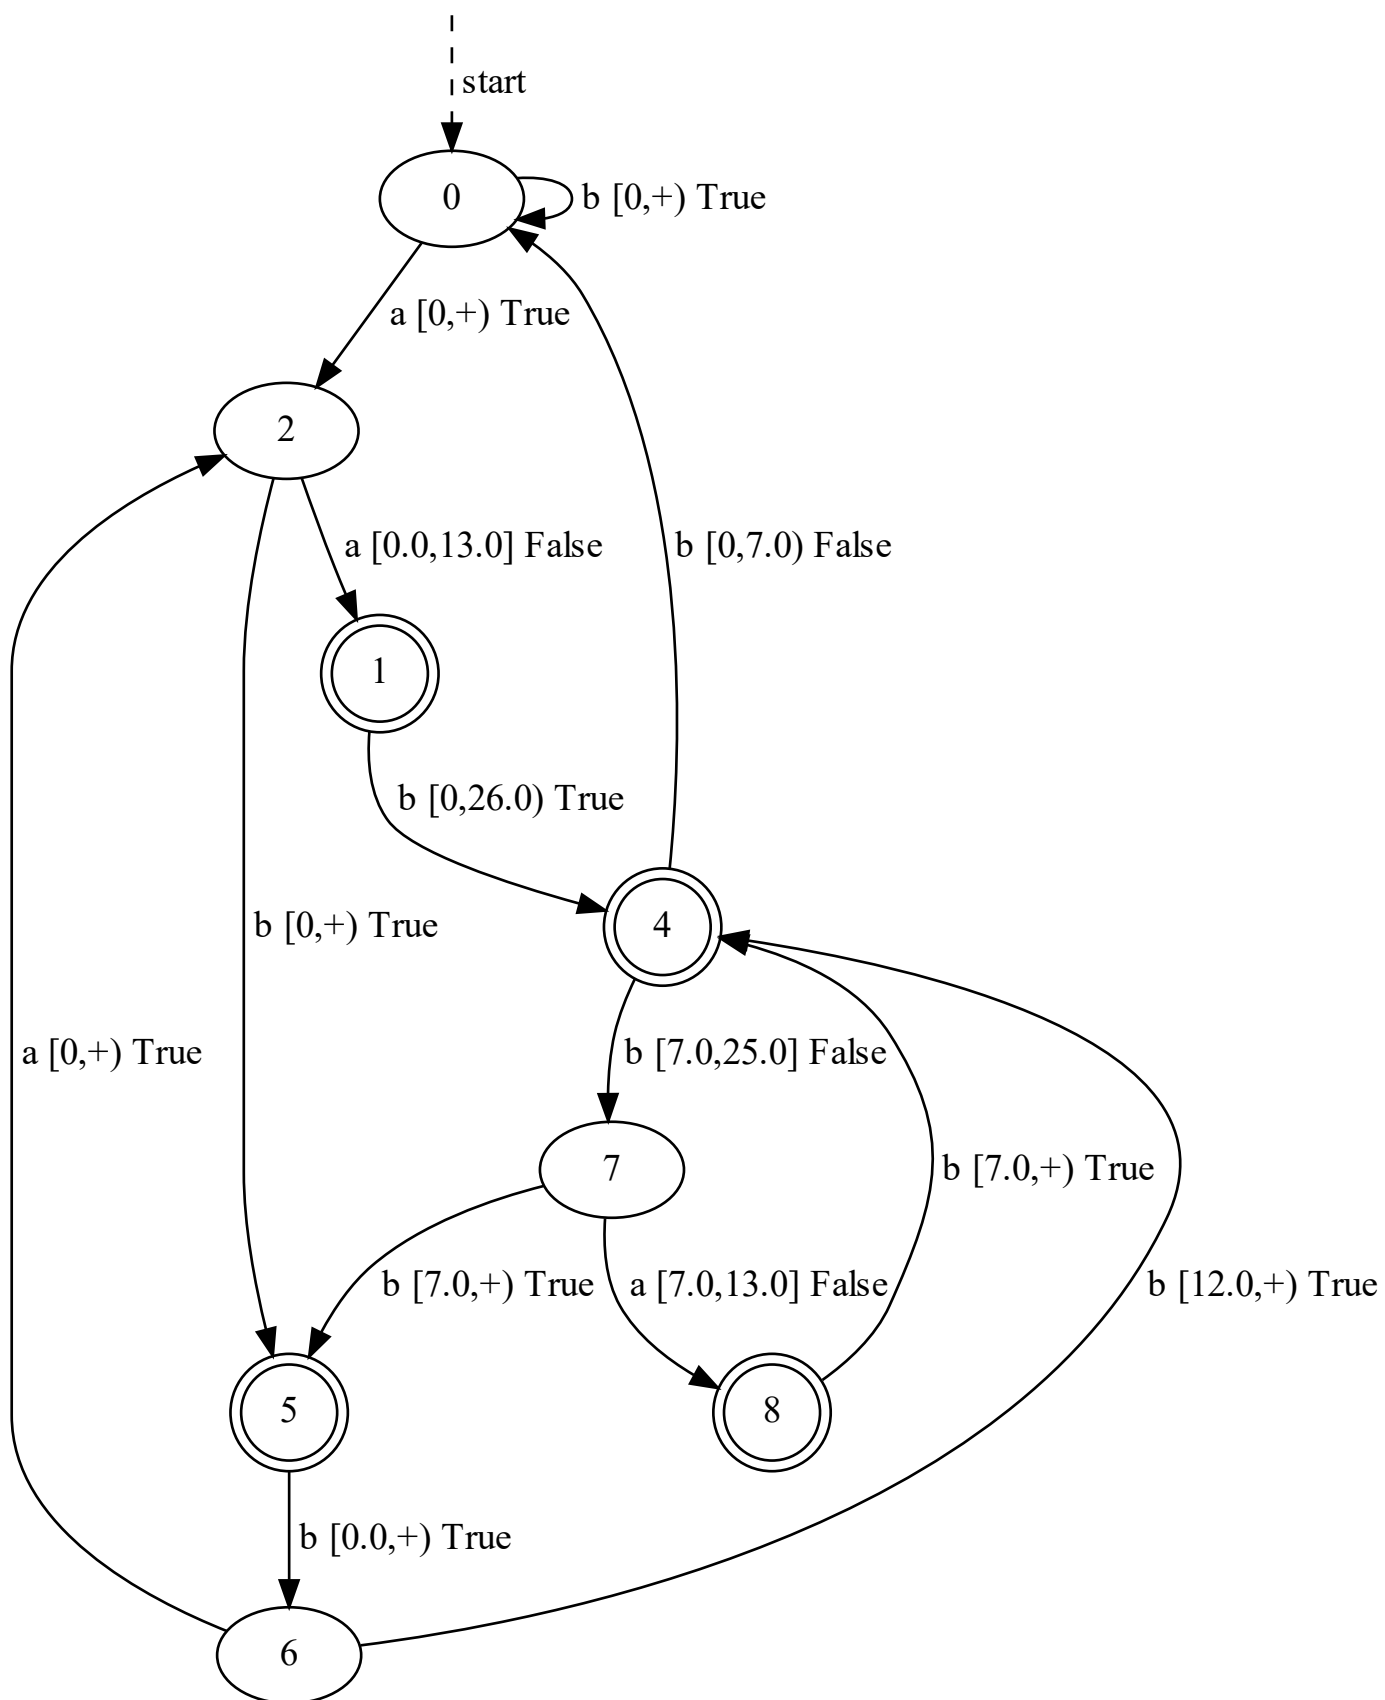 start
0
b [0,+) True
a [0,+) True
2
a [0.0,13.0] False
b [0,7.0) False
1
b [0,26.0) True
b [0,+) True
4
a [0,+) True
b [7.0,25.0] False
7
b [7.0,+) True
b [7.0,+) True
a [7.0,13.0] False
b [12.0,+) True
5
8
b [0.0,+) True
6